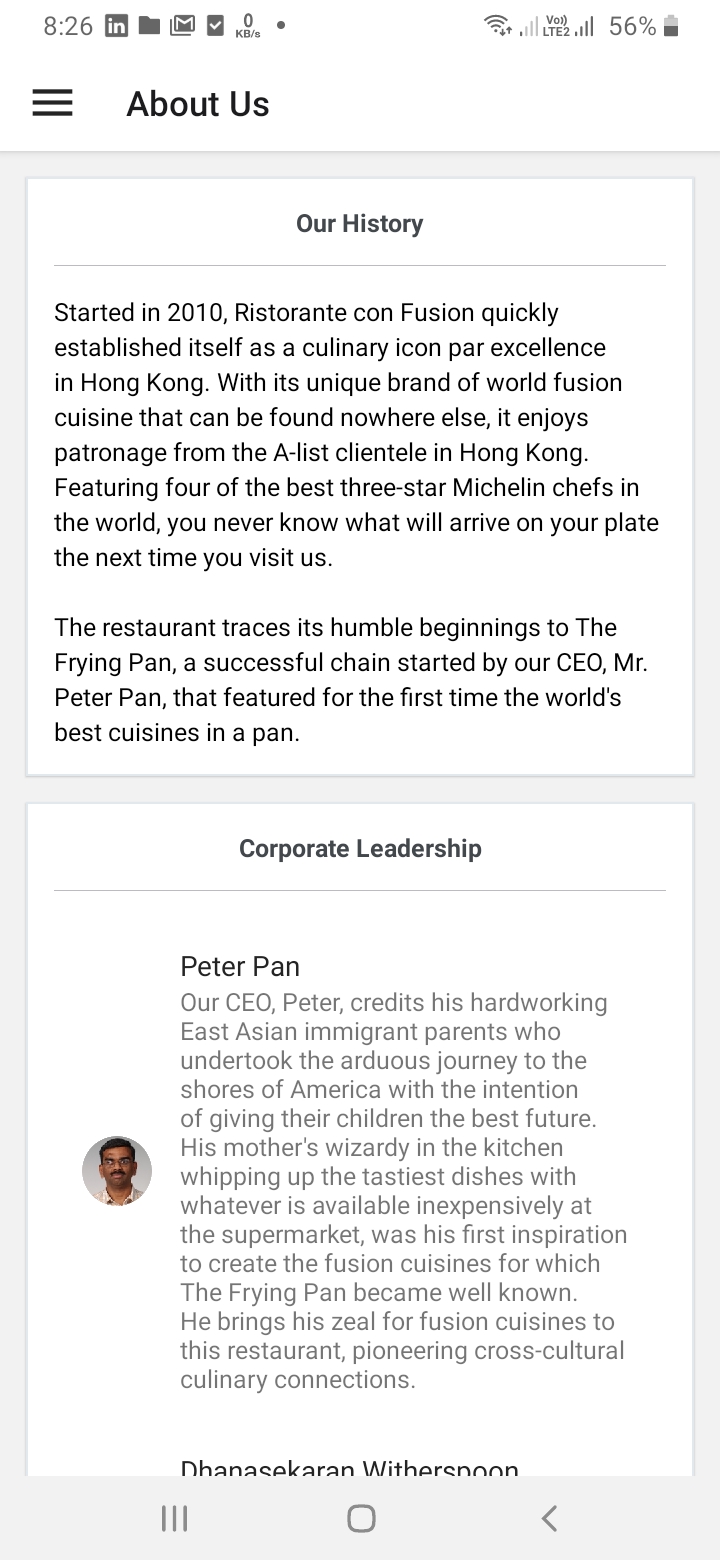 8:26 0 KB/s Vo)) LTE2 56%
About Us
Our History
Started in 2010, Ristorante con Fusion quickly
established itself as a culinary icon par excellence
in Hong Kong. With its unique brand of world fusion
cuisine that can be found nowhere else, it enjoys
patronage from the A-list clientele in Hong Kong.
Featuring four of the best three-star Michelin chefs in
the world, you never know what will arrive on your plate
the next time you visit us.
The restaurant traces its humble beginnings to The
Frying Pan, a successful chain started by our CEO, Mr.
Peter Pan, that featured for the first time the world's
best cuisines in a pan.
Corporate Leadership
Peter Pan
Our CEO, Peter, credits his hardworking
East Asian immigrant parents who
undertook the arduous journey to the
shores of America with the intention
of giving their children the best future.
His mother's wizardy in the kitchen
whipping up the tastiest dishes with
whatever is available inexpensively at
the supermarket, was his first inspiration
to create the fusion cuisines for which
The Frying Pan became well known.
He brings his zeal for fusion cuisines to
this restaurant, pioneering cross-cultural
culinary connections.
Dhanasekaran Witherspoon